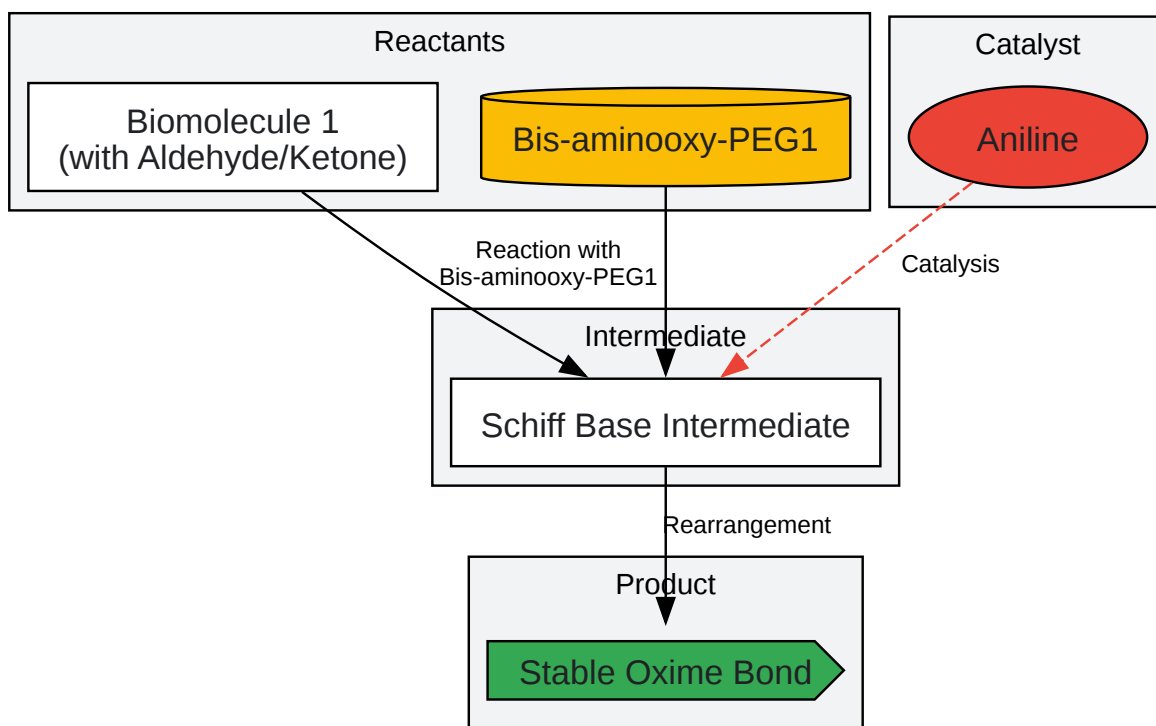 Reactants
Catalyst
Biomolecule 1
(with Aldehyde/Ketone)
Bis-aminooxy-PEG1
Aniline
Reaction with
Bis-aminooxy-PEG1
Catalysis
Intermediate
Schiff Base Intermediate
Rearrangement
Product
Stable Oxime Bond